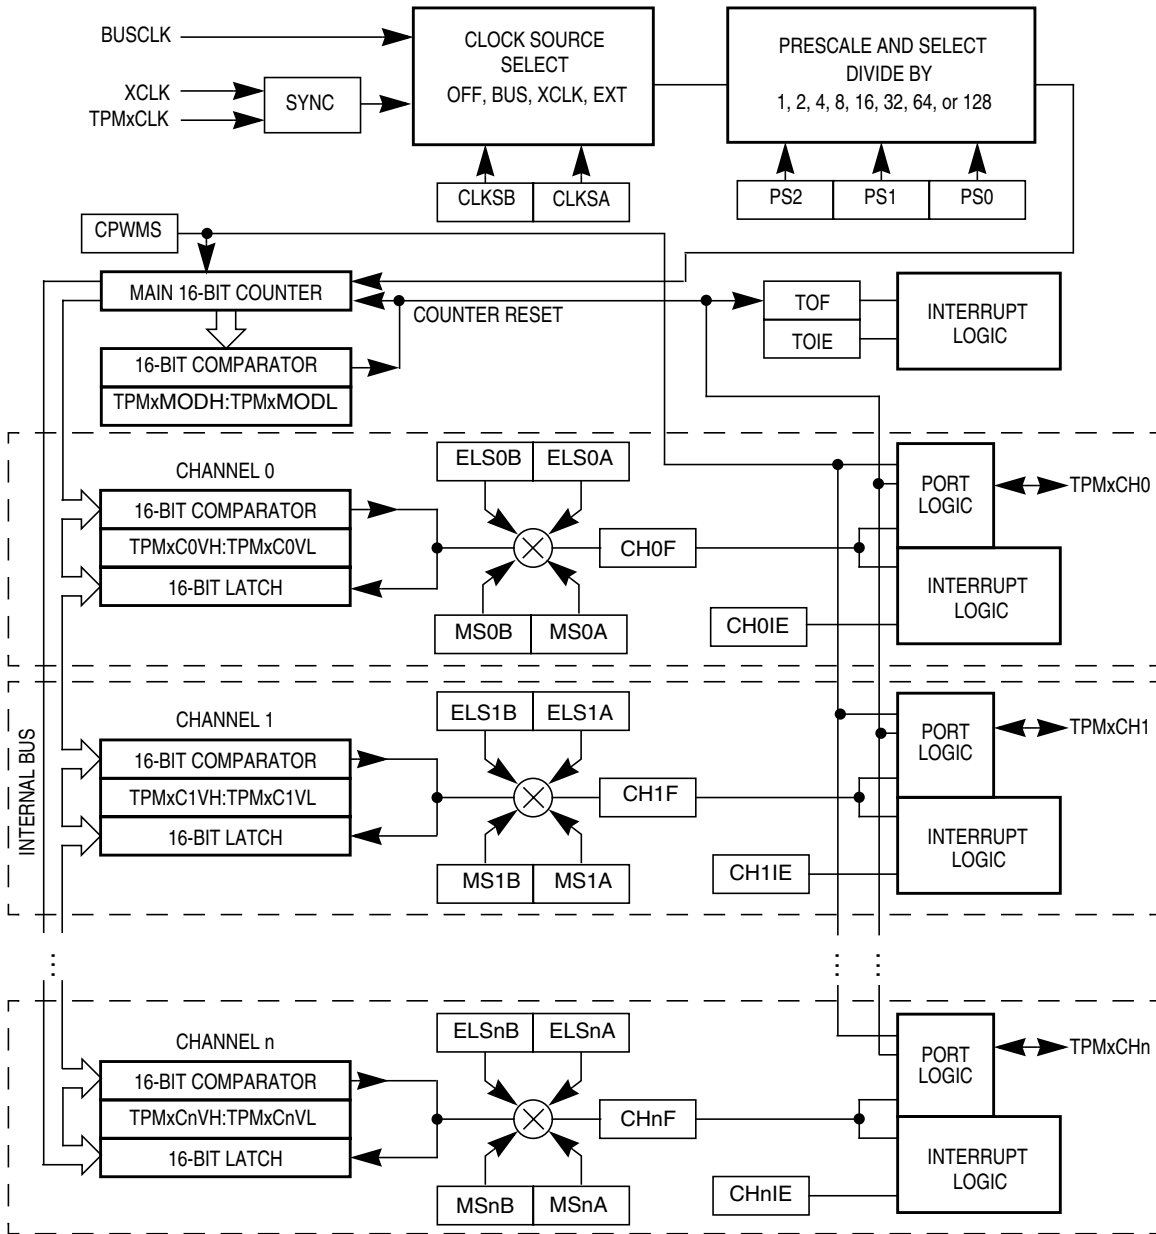 BUSCLK
XCLK
TPMxCLK
SYNC
CLOCK SOURCE
SELECT
OFF, BUS, XCLK, EXT
PRESCALE AND SELECT
DIVIDE BY
1, 2, 4, 8, 16, 32, 64, or 128
CLKSB
CLKSA
PS2
PS1
PS0
CPWMS
MAIN 16-BIT COUNTER
COUNTER RESET
16-BIT COMPARATOR
TPMxMODH:TPMxMODL
TOF
TOIE
INTERRUPT
LOGIC
INTERNAL BUS
CHANNEL 0
16-BIT COMPARATOR
TPMxC0VH:TPMxC0VL
16-BIT LATCH
ELS0B
ELS0A
MS0B
MS0A
CH0F
CH0IE
PORT
LOGIC
TPMxCH0
INTERRUPT
LOGIC
CHANNEL 1
16-BIT COMPARATOR
TPMxC1VH:TPMxC1VL
16-BIT LATCH
ELS1B
ELS1A
MS1B
MS1A
CH1F
CH1IE
PORT
LOGIC
TPMxCH1
INTERRUPT
LOGIC
...
...
...
CHANNEL n
16-BIT COMPARATOR
TPMxCnVH:TPMxCnVL
16-BIT LATCH
ELSnB
ELSnA
MSnB
MSnA
CHnF
CHnIE
PORT
LOGIC
TPMxCHn
INTERRUPT
LOGIC